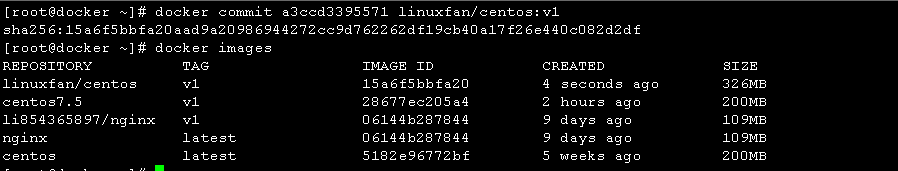 [root@docker ~]# docker commit a3ccd3395571 linuxfan/centos:v1
sha256:15a6f5bbfa20aad9a20986944272cc9d762262df19cb40a17f26e440c082d2df
[root@docker ~]# docker images
REPOSITORY TAG IMAGE ID CREATED SIZE
linuxfan/centos v1 15a6f5bbfa20 4 seconds ago 326MB
centos7.5 v1 28677ec205a4 2 hours ago 200MB
li854365897/nginx v1 06144b287844 9 days ago 109MB
nginx latest 06144b287844 9 days ago 109MB
centos latest 5182e96772bf 5 weeks ago 200MB
[root@docker ~]#